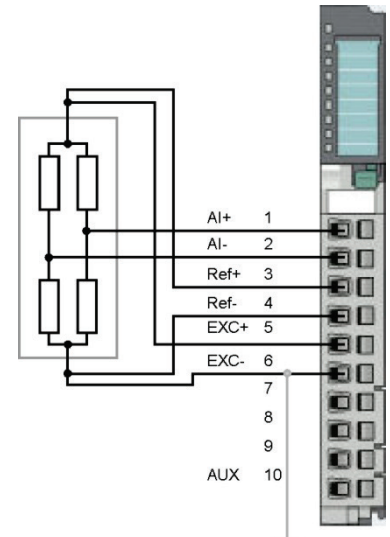 AI+ 1
AI- 2
Ref+ 3
Ref- 4
EXC+ 5
EXC- 6
7
8
9
AUX 10